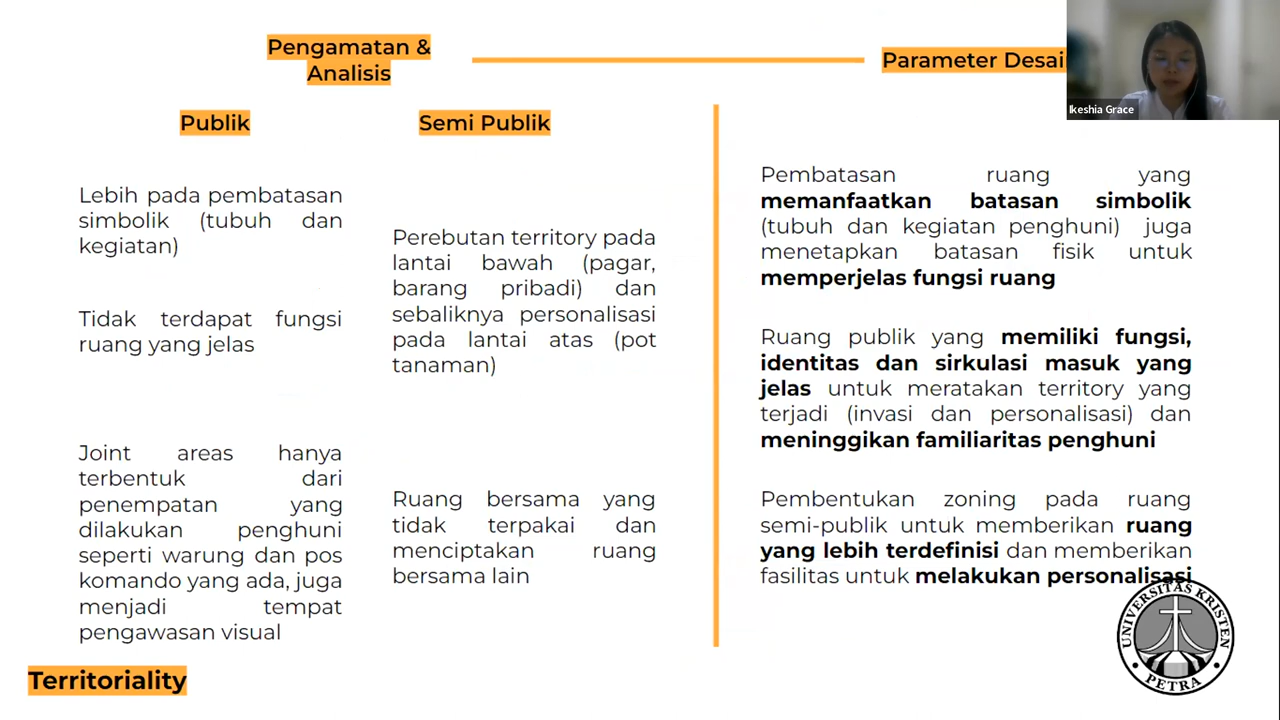 Pengamatan &
Analisis
Parameter Desai
Ikeshia Grace
Publik
Semi Publik
Lebih pada pembatasan
simbolik (tubuh dan
kegiatan)
Tidak terdapat fungsi
ruang yang jelas
Joint areas hanya
terbentuk dari
penempatan yang
dilakukan penghuni
seperti warung dan pos
komando yang ada, juga
menjadi tempat
pengawasan visual
Perebutan territory pada
lantai bawah (pagar,
barang pribadi) dan
sebaliknya personalisasi
pada lantai atas (pot
tanaman)
Ruang bersama yang
tidak terpakai dan
menciptakan ruang
bersama lain
Pembatasan ruang yang
memanfaatkan batasan simbolik
(tubuh dan kegiatan penghuni) juga
menetapkan batasan fisik untuk
memperjelas fungsi ruang
Ruang publik yang memiliki fungsi,
identitas dan sirkulasi masuk yang
jelas untuk meratakan territory yang
terjadi (invasi dan personalisasi) dan
meninggikan familiaritas penghuni
Pembentukan zoning pada ruang
semi-publik untuk memberikan ruang
yang lebih terdefinisi dan memberikan
fasilitas untuk melakukan personalisasi
Territoriality
UNIVERSITAS KRISTEN
PETRA